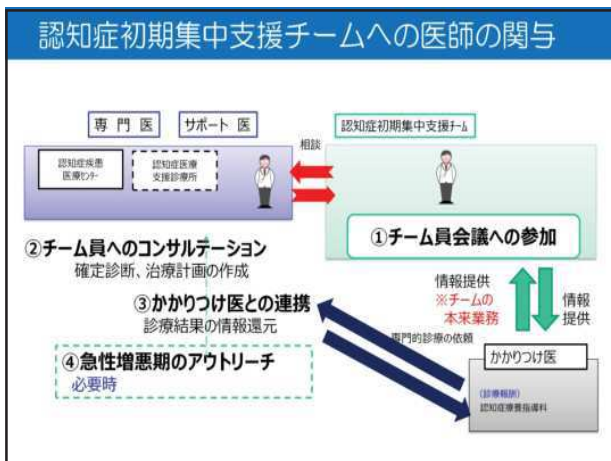 認知症初期集中支援チームへの医師の関与
専門医
サポート医
認知症初期集中支援チーム
認知症疾患
医療センター
認知症医療
支援診療所
相談
①チーム員会議への参加
②チーム員へのコンサルテーション
確定診断、治療計画の作成
③かかりつけ医との連携
診療結果の情報還元
④急性増悪期のアウトリーチ
必要時
情報提供
※チームの
本来業務
情報
提供
専門的診療の依頼
かかりつけ医
(診療報酬)
認知症療養指導料